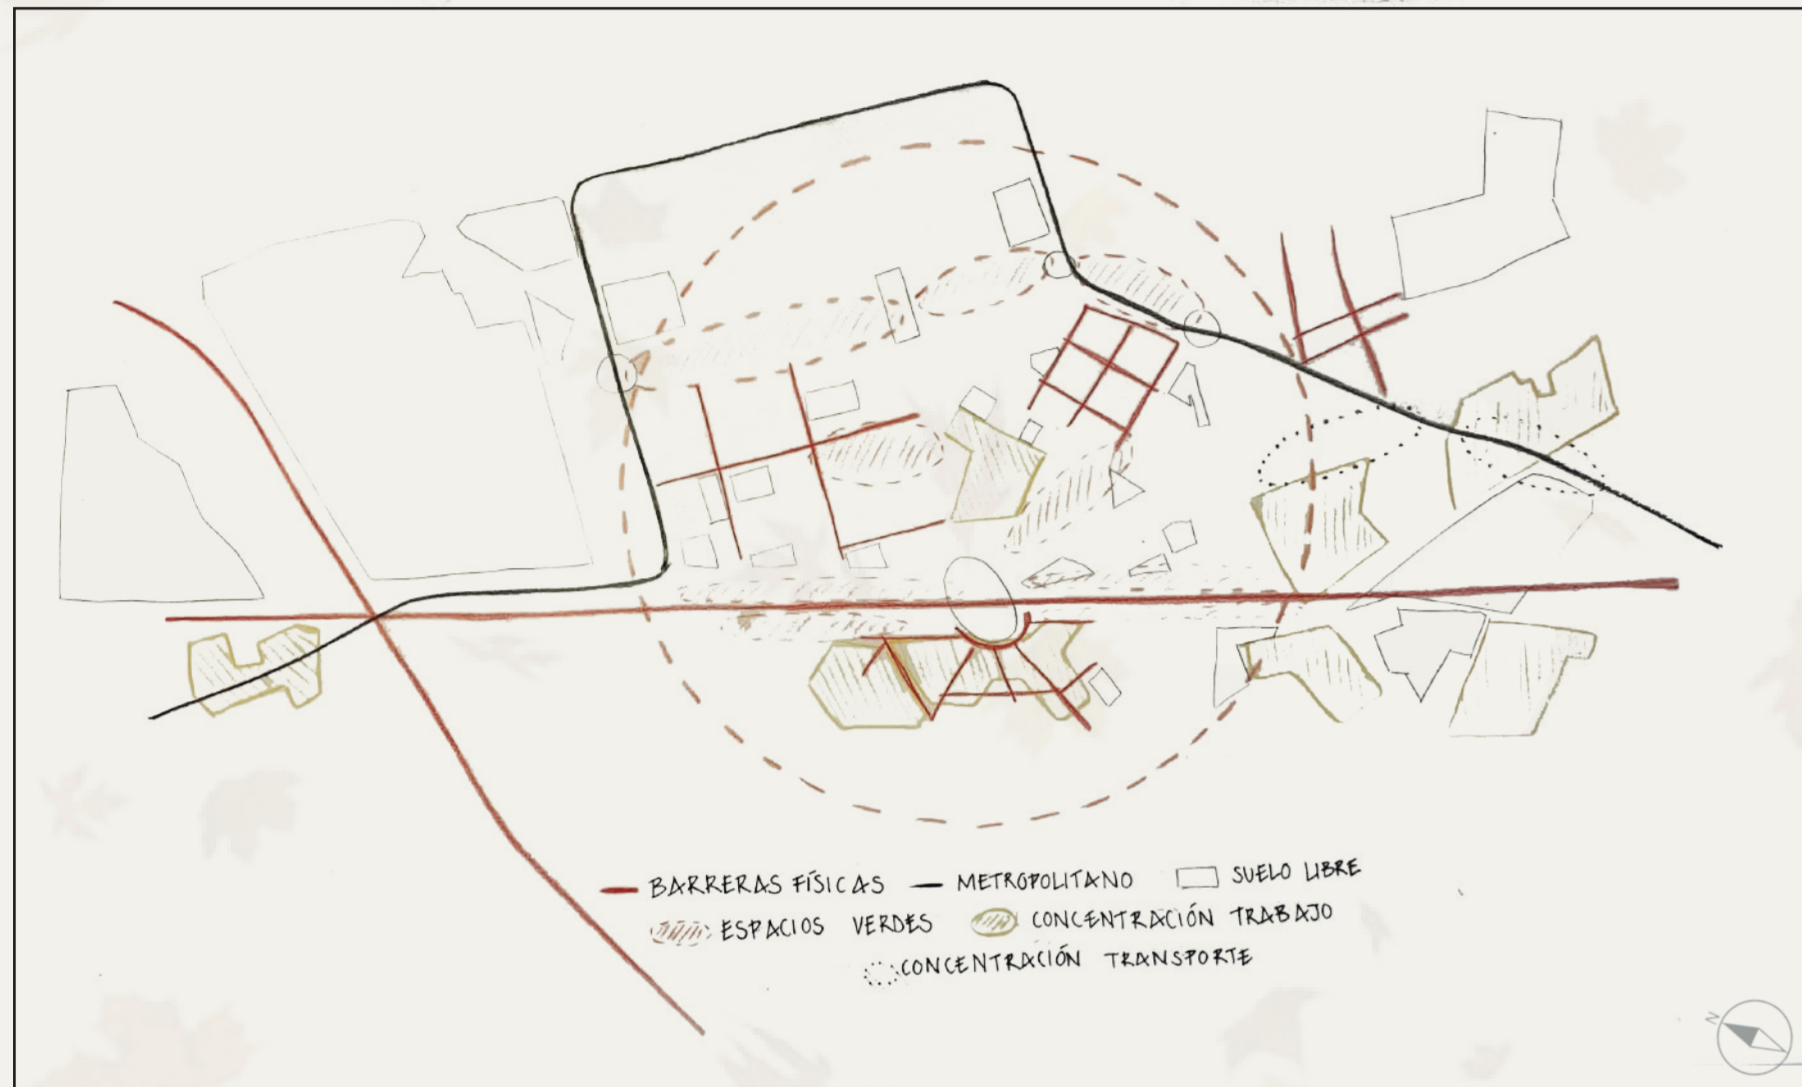 BARRERAS FÍSICAS METROPOLITANO SUELO LIBRE
ESPACIOS VERDES CONCENTRACIÓN TRABAJO
CONCENTRACIÓN TRANSPORTE
N